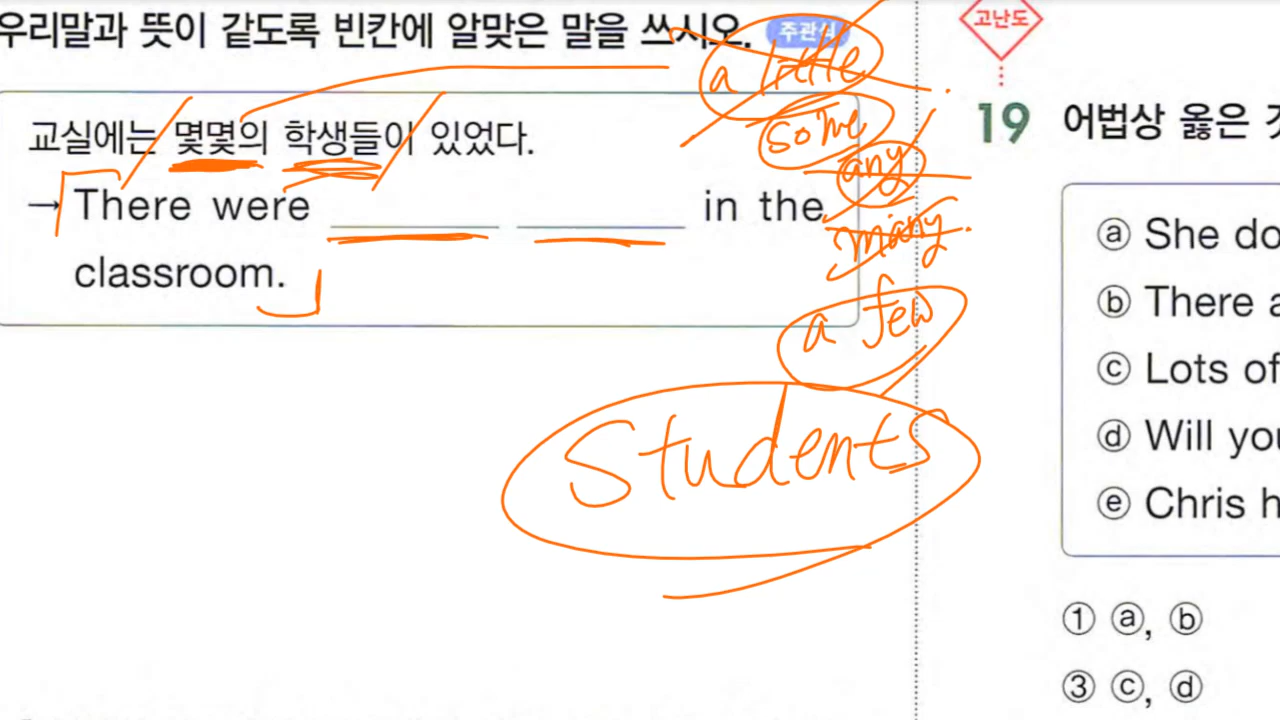 우리말과 뜻이 같도록 빈칸에 알맞은 말을 쓰시오. 주관식
교실에는 몇몇의 학생들이 있었다.
→ There were ________ ________ in the
classroom.
a little
some
any
many
a few
Students
고난도
19 어법상 옳은
ⓐ She do
ⓑ There a
ⓒ Lots of
ⓓ Will you
ⓔ Chris h
① ⓐ, ⓑ
③ ⓒ, ⓓ